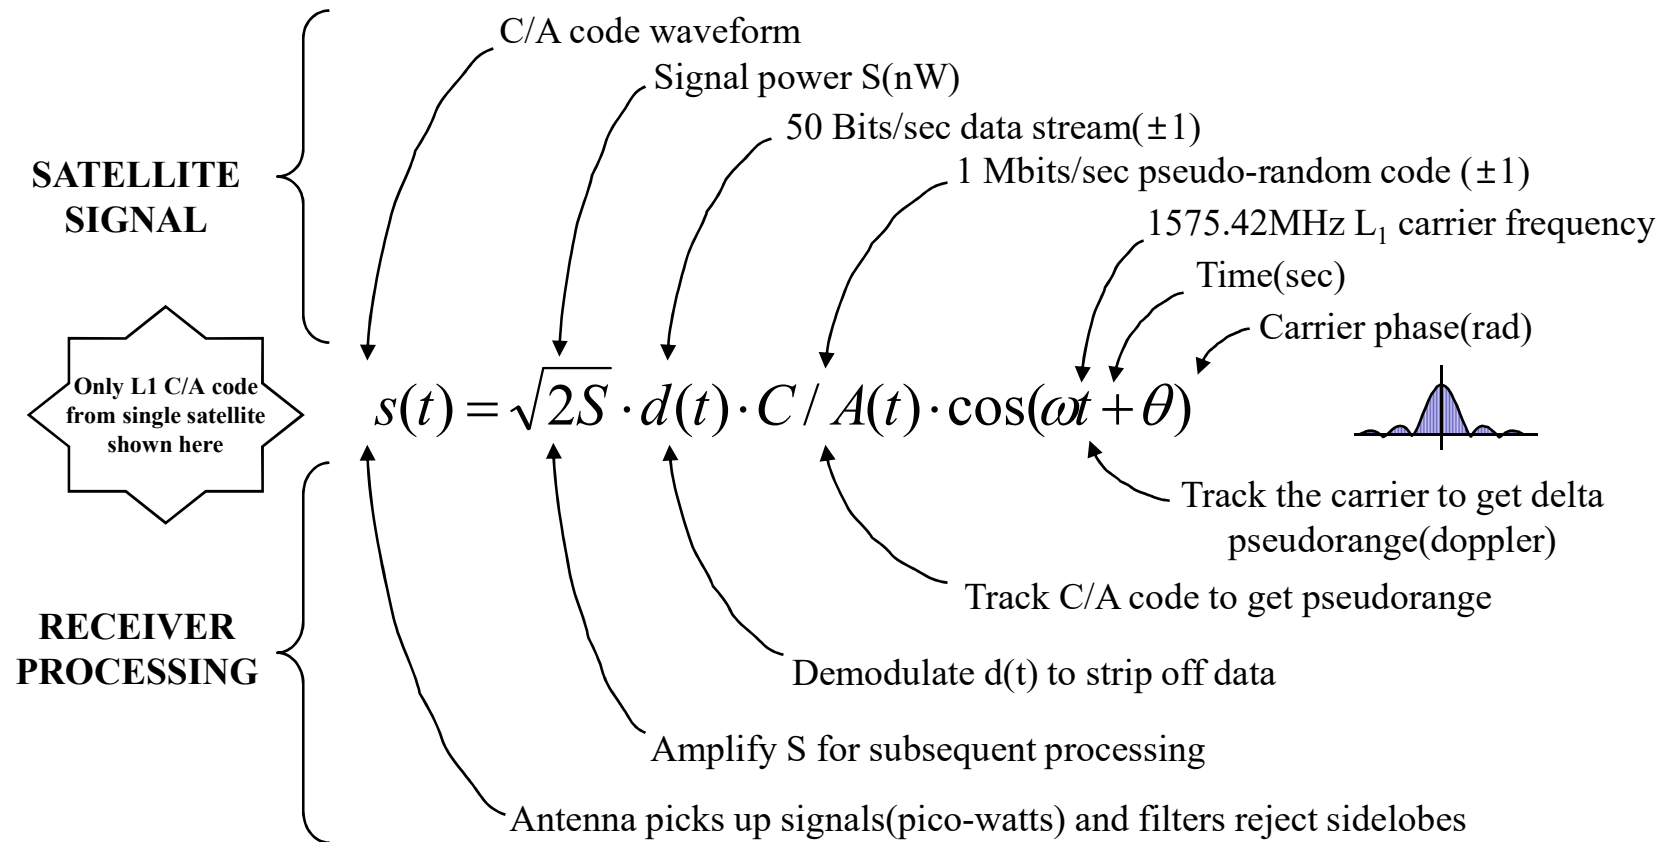 C/A code waveform
Signal power S(nW)
50 Bits/sec data stream(±1)
1 Mbits/sec pseudo-random code (±1)
SATELLITE
SIGNAL
1575.42MHz L₁ carrier frequency
Time(sec)
Carrier phase(rad)
Only L1 C/A code
from single satellite
shown here
s(t) = √2S · d(t) · C / A(t) · cos(ωt + θ)
Track the carrier to get delta
pseudorange(doppler)
Track C/A code to get pseudorange
RECEIVER
PROCESSING
Demodulate d(t) to strip off data
Amplify S for subsequent processing
Antenna picks up signals(pico-watts) and filters reject sidelobes